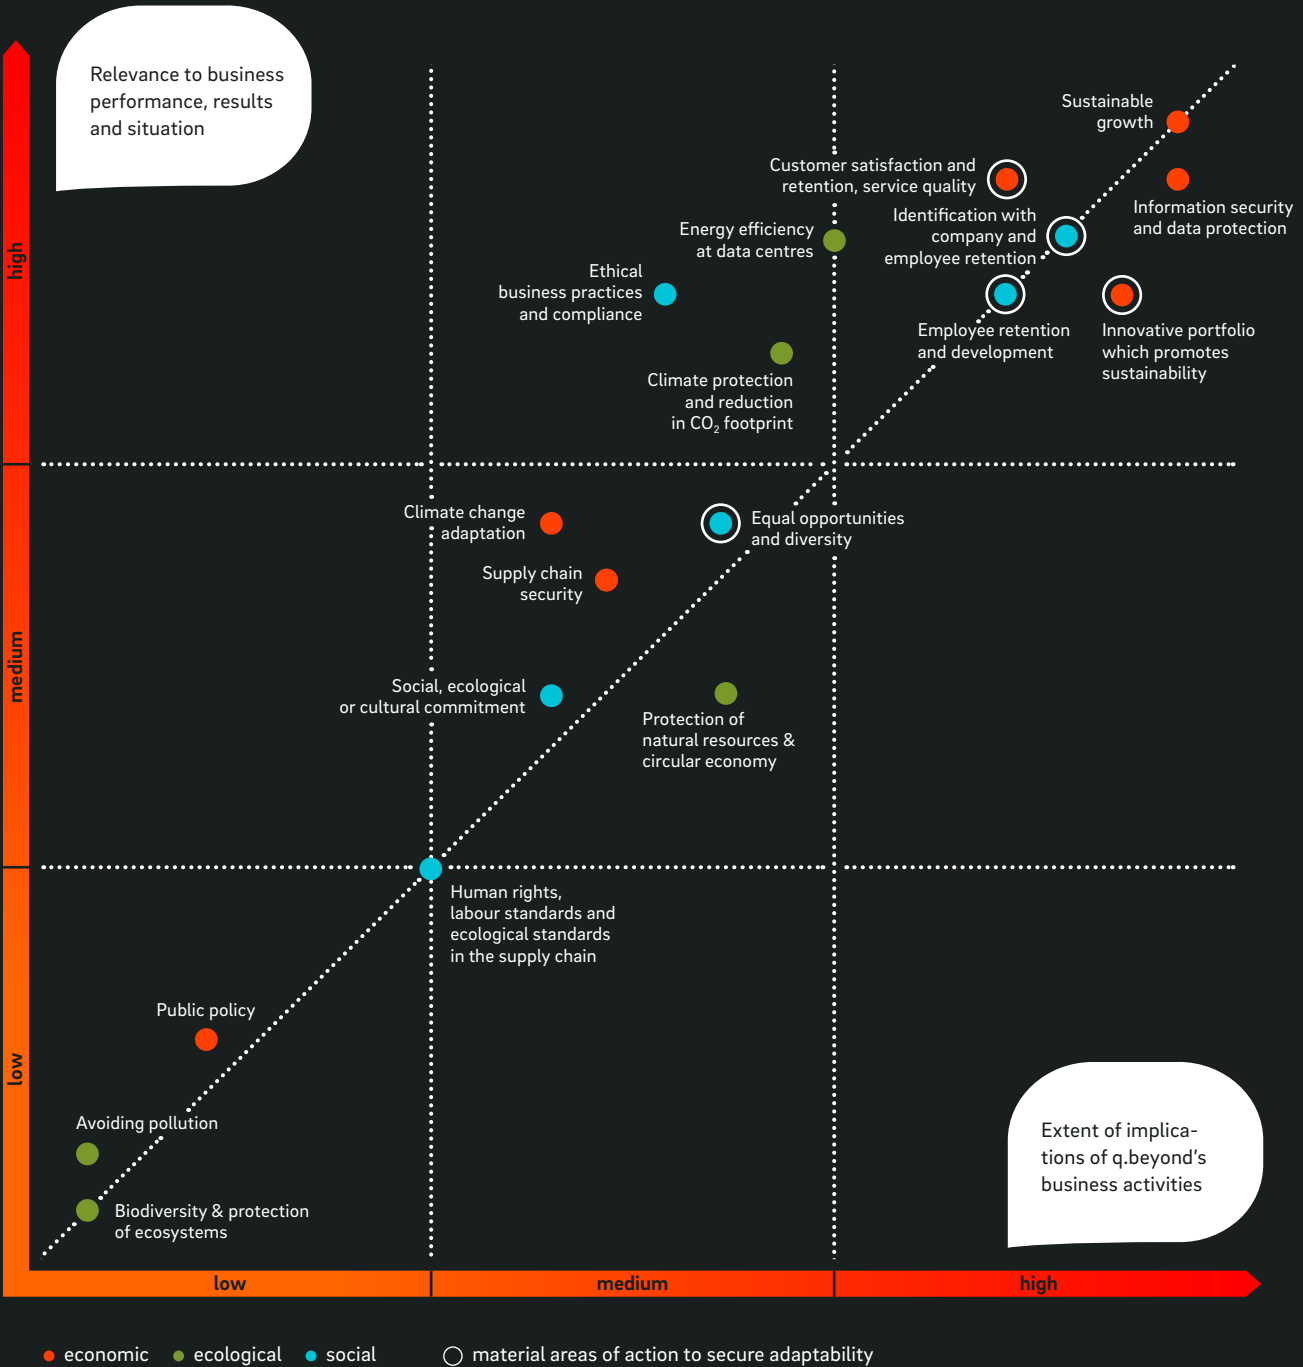 Relevance to business
performance, results
and situation
Sustainable
growth
Customer satisfaction and
retention, service quality
Information security
and data protection
Identification with
company and
employee retention
Energy efficiency
at data centres
Ethical
business practices
and compliance
Employee retention
and development
Innovative portfolio
which promotes
sustainability
Climate protection
and reduction
in CO₂ footprint
high
Climate change
adaptation
Equal opportunities
and diversity
Supply chain
security
medium
Social, ecological
or cultural commitment
Protection of
natural resources &
circular economy
Human rights,
labour standards and
ecological standards
in the supply chain
Public policy
low
Avoiding pollution
Biodiversity & protection
of ecosystems
Extent of implica-
tions of q.beyond's
business activities
low
medium
high
economic
ecological
social
material areas of action to secure adaptability